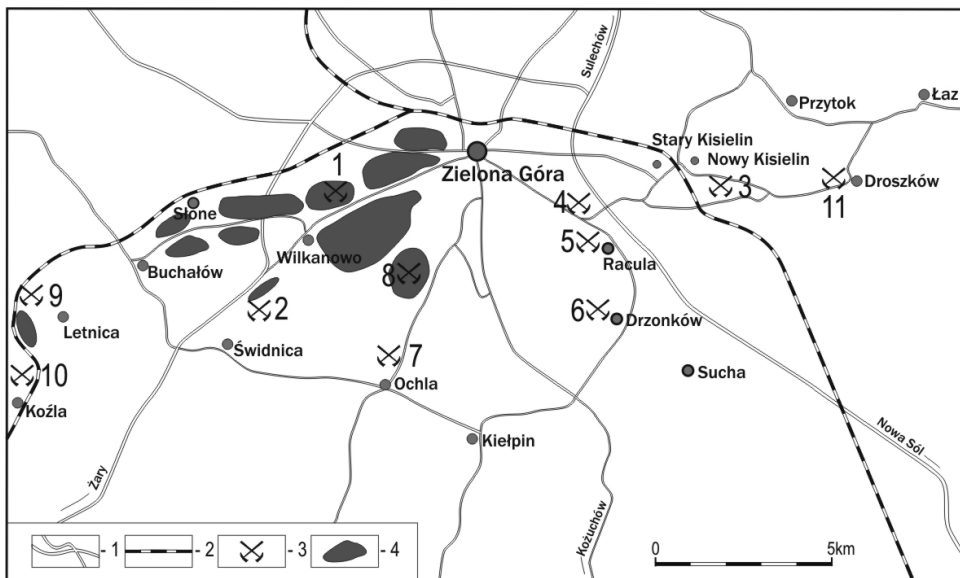 Sulechów
Łaz
Przytok
Stary Kisielin
Nowy Kisielin
1
Zielona Góra
3
Droszków
11
4
Słone
Wilkanowo
5
Racula
Buchałów
8
9
2
6
Drzonków
Letnica
Świdnica
7
10
Ochla
Sucha
Koźla
Kiełpin
Nowa Sól
Żary
Kożuchów
- 1
- 2
- 3
- 4
0
5km